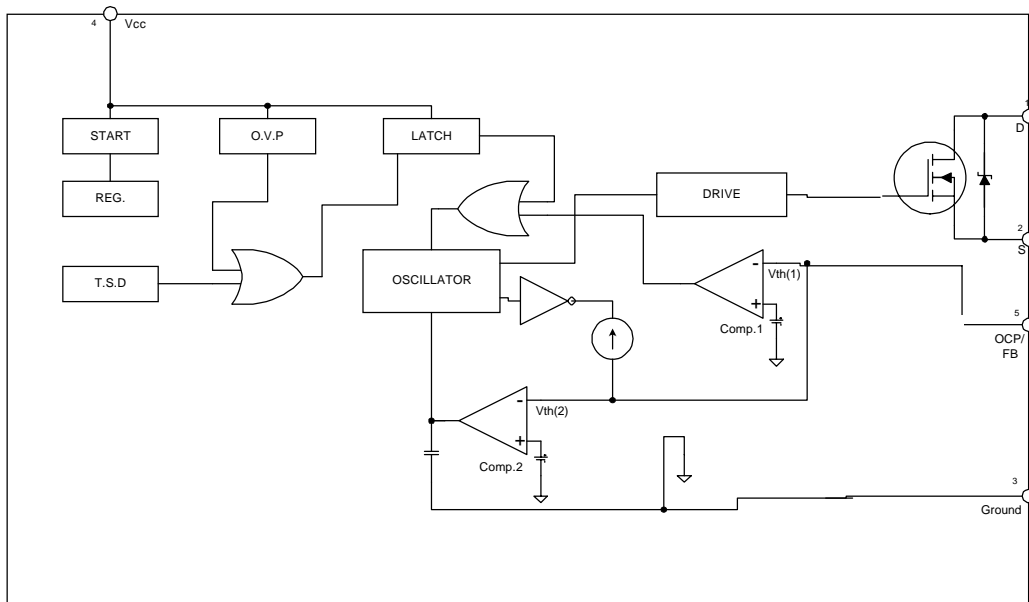 4
Vcc
START
O.V.P
LATCH
REG.
DRIVE
1
D
2
S
T.S.D
OSCILLATOR
-
Vth(1)
+
Comp.1
5
OCP/
FB
-
Vth(2)
+
Comp.2
3
Ground